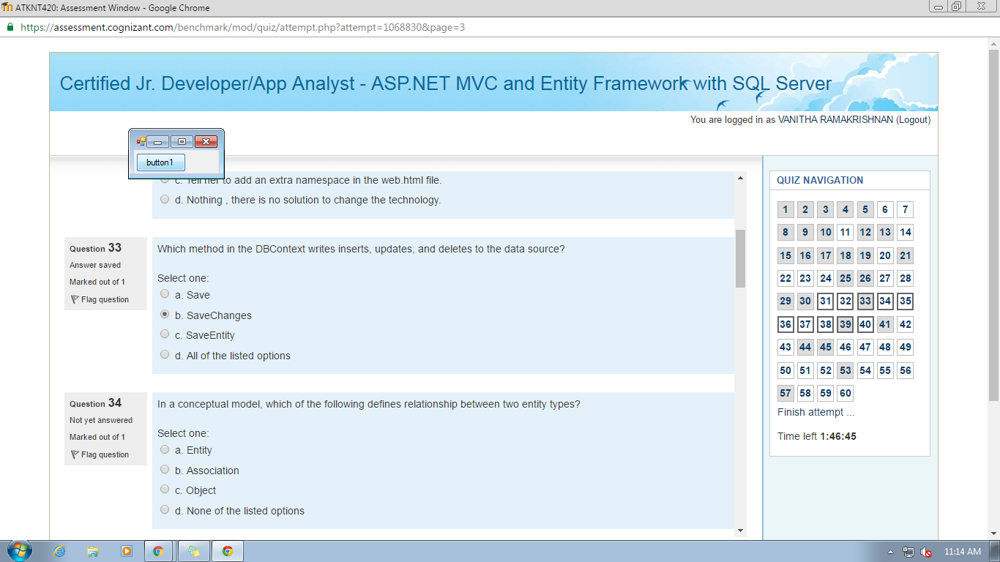 ATKNT420: Assessment Window - Google Chrome
https://assessment.cognizant.com/benchmark/mod/quiz/attempt.php?attempt=1068830&page=3
Certified Jr. Developer/App Analyst - ASP.NET MVC and Entity Framework with SQL Server
You are logged in as VANITHA RAMAKRISHNAN (Logout)
button1
c. Tell her to add an extra namespace in the web.html file.
d. Nothing , there is no solution to change the technology.
Question 33
Answer saved
Marked out of 1
Flag question
Which method in the DBContext writes inserts, updates, and deletes to the data source?
Select one:
a. Save
b. SaveChanges
c. SaveEntity
d. All of the listed options
Question 34
Not yet answered
Marked out of 1
Flag question
In a conceptual model, which of the following defines relationship between two entity types?
Select one:
a. Entity
b. Association
c. Object
d. None of the listed options
QUIZ NAVIGATION
1 2 3 4 5 6 7
8 9 10 11 12 13 14
15 16 17 18 19 20 21
22 23 24 25 26 27 28
29 30 31 32 33 34 35
36 37 38 39 40 41 42
43 44 45 46 47 48 49
50 51 52 53 54 55 56
57 58 59 60
Finish attempt ...
Time left 1:46:45
11:14 AM